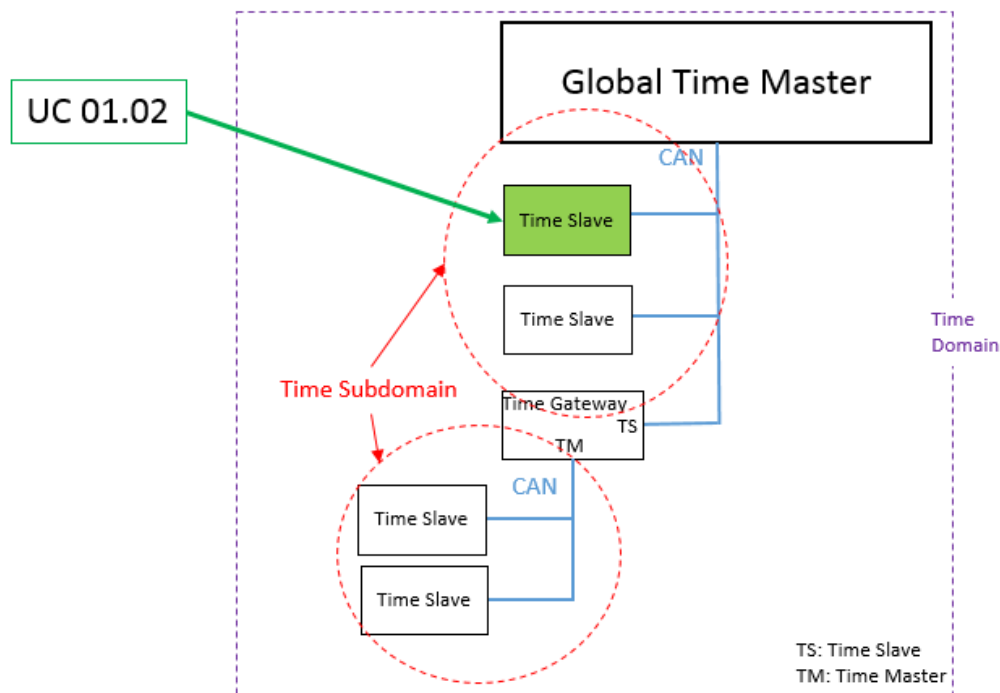 Global Time Master
UC 01.02
CAN
Time Slave
Time Slave
Time
Domain
Time Subdomain
Time Gateway
TS
TM
CAN
Time Slave
Time Slave
TS: Time Slave
TM: Time Master